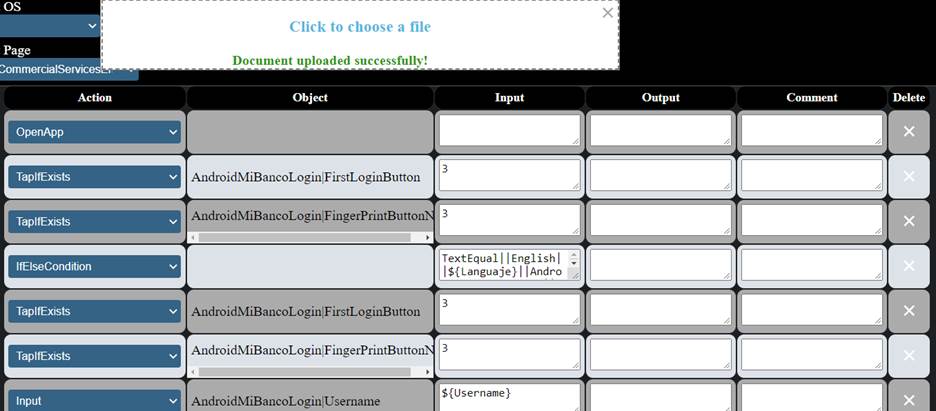 OS
Click to choose a file
Document uploaded successfully!
Page
Action Object Input Output Comment Delete
OpenApp
TapIfExists AndroidMiBancoLogin|FirstLoginButton 3
TapIfExists AndroidMiBancoLogin|FingerPrintButtonN 3
IfElseCondition TextEqual||English|
|${Languaje}||Andro
TapIfExists AndroidMiBancoLogin|FirstLoginButton 3
TapIfExists AndroidMiBancoLogin|FingerPrintButtonN 3
Input AndroidMiBancoLogin|Username ${Username}